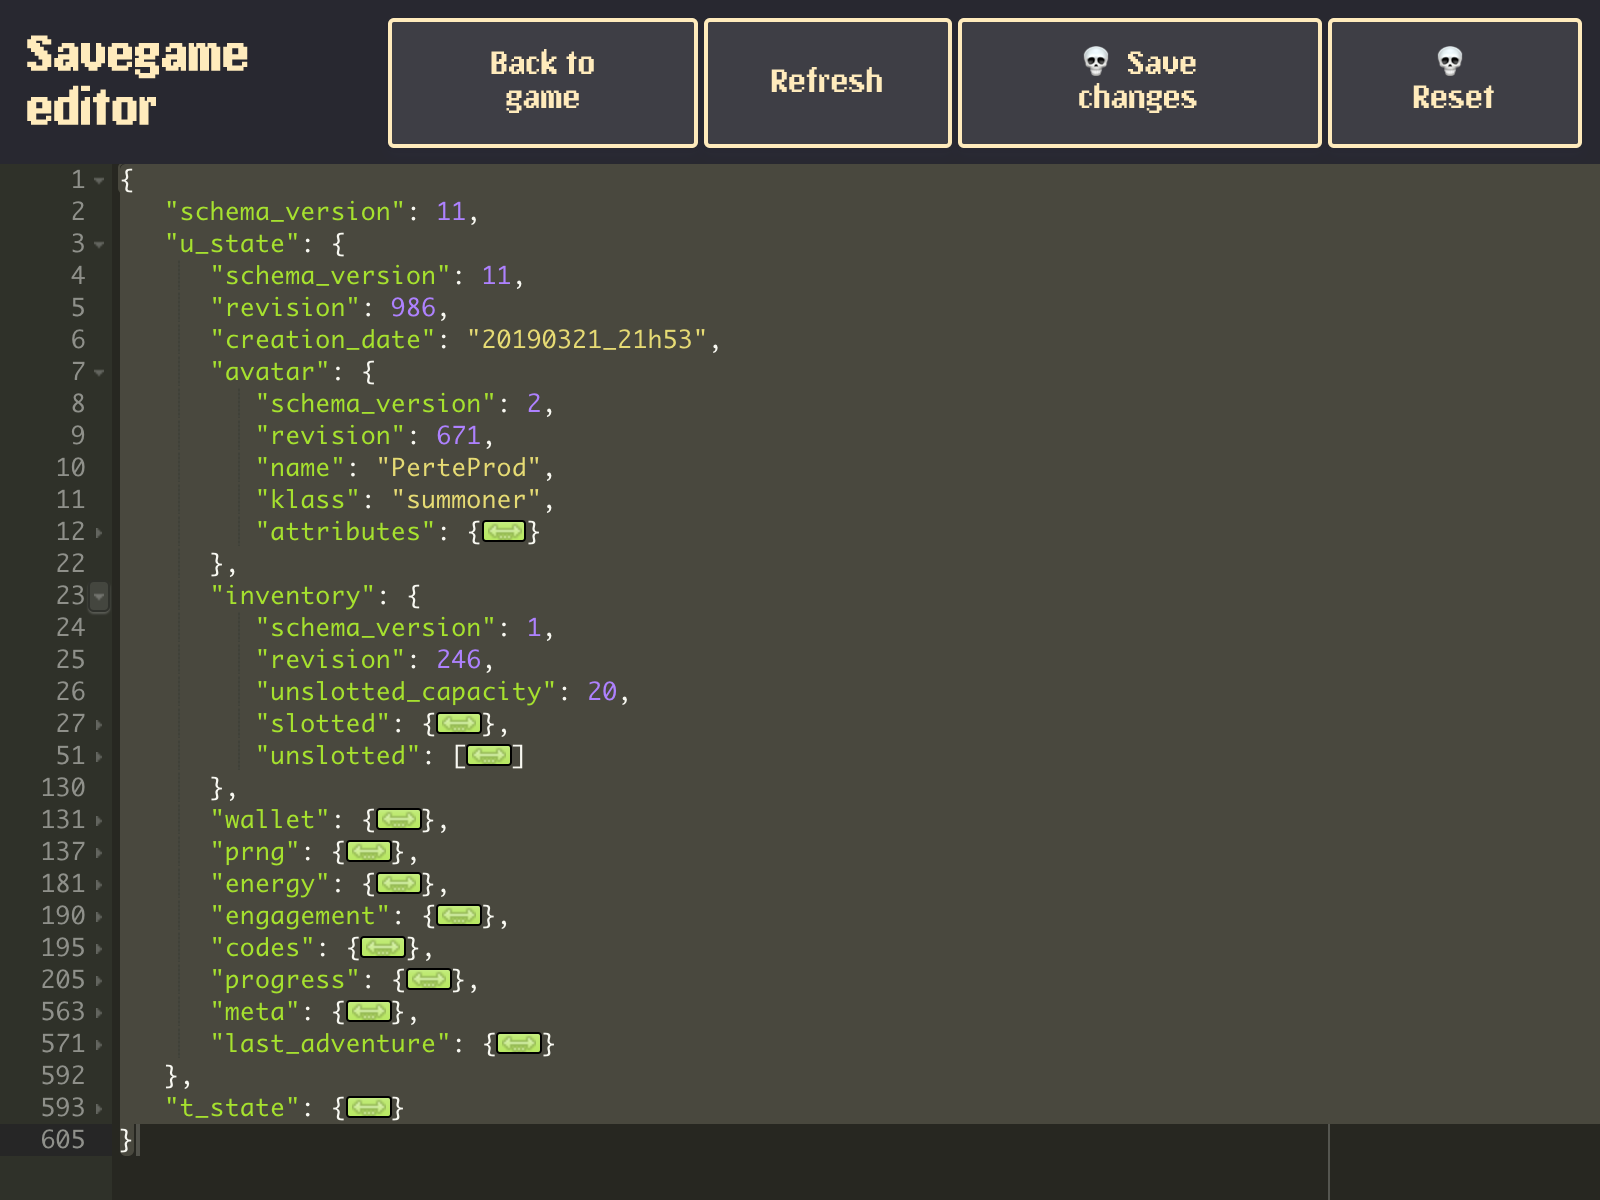 Savegame
editor
Back to
game
Refresh
💀 Save
changes
💀
Reset
1 {
2 "schema_version": 11,
3 "u_state": {
4 "schema_version": 11,
5 "revision": 986,
6 "creation_date": "20190321_21h53",
7 "avatar": {
8 "schema_version": 2,
9 "revision": 671,
10 "name": "PerteProd",
11 "klass": "summoner",
12 "attributes": {}
22 },
23 "inventory": {
24 "schema_version": 1,
25 "revision": 246,
26 "unslotted_capacity": 20,
27 "slotted": {},
51 "unslotted": []
130 },
131 "wallet": {},
137 "prng": {},
181 "energy": {},
190 "engagement": {},
195 "codes": {},
205 "progress": {},
563 "meta": {},
571 "last_adventure": {}
592 },
593 "t_state": {}
605 }